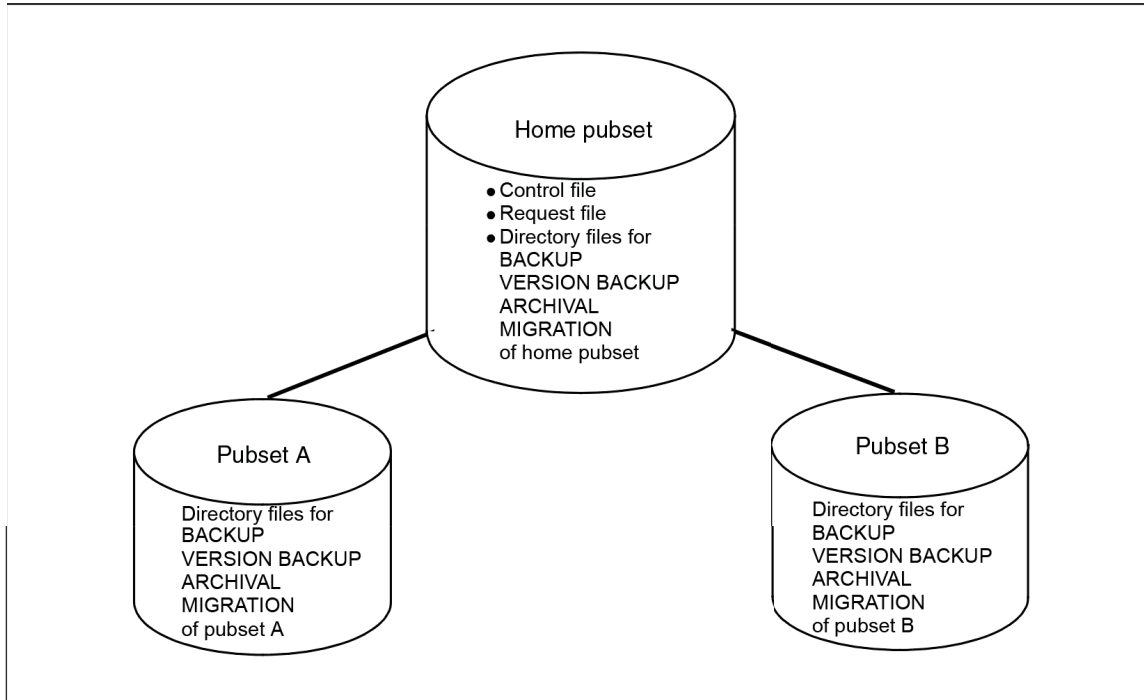 Home pubset
● Control file
● Request file
● Directory files for
BACKUP
VERSION BACKUP
ARCHIVAL
MIGRATION
of home pubset
Pubset A
Directory files for
BACKUP
VERSION BACKUP
ARCHIVAL
MIGRATION
of pubset A
Pubset B
Directory files for
BACKUP
VERSION BACKUP
ARCHIVAL
MIGRATION
of pubset B